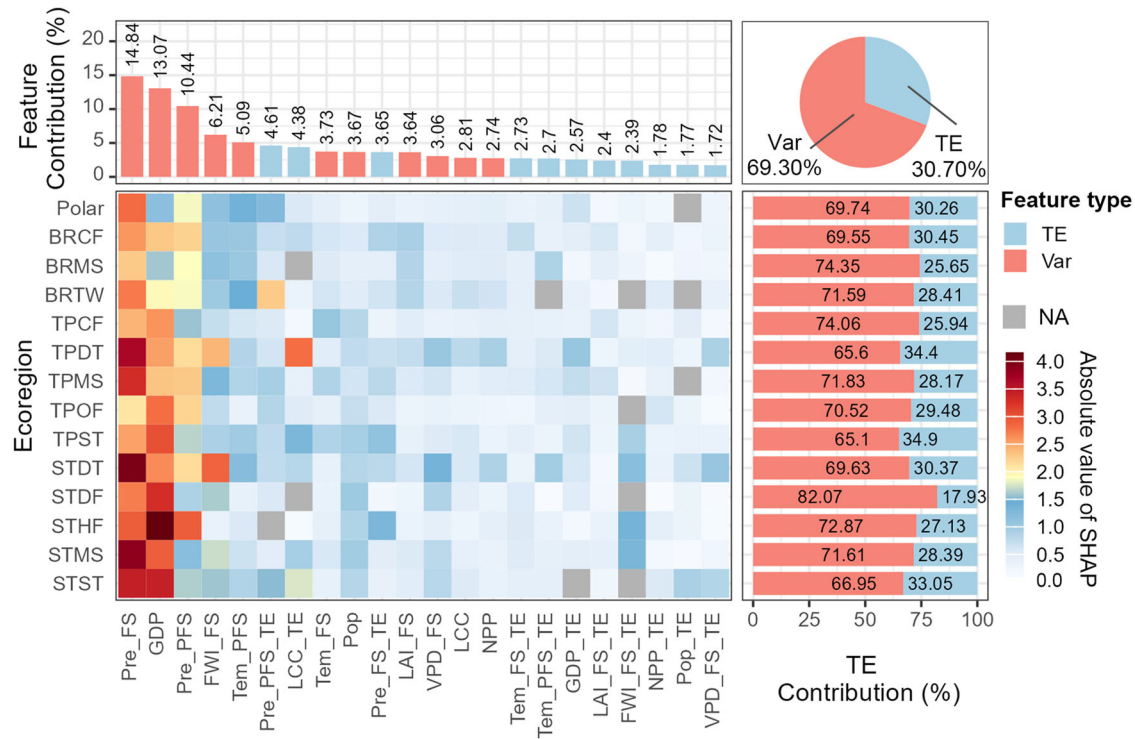 Feature
Contribution (%)
20
15
10
5
0
14.84
13.07
10.44
6.21
5.09
4.61
4.38
3.73
3.67
3.65
3.64
3.06
2.81
2.74
2.73
2.7
2.57
2.4
2.39
1.78
1.77
1.72
Var
69.30%
TE
30.70%
Ecoregion
Polar
BRCF
BRMS
BRTW
TPCF
TPDT
TPMS
TPOF
TPST
STDT
STDF
STHF
STMS
STST
69.74 30.26
69.55 30.45
74.35 25.65
71.59 28.41
74.06 25.94
65.6 34.4
71.83 28.17
70.52 29.48
65.1 34.9
69.63 30.37
82.07 17.93
72.87 27.13
71.61 28.39
66.95 33.05
0 25 50 75 100
TE
Contribution (%)
Feature type
TE
Var
NA
Absolute value of SHAP
4.0
3.5
3.0
2.5
2.0
1.5
1.0
0.5
0.0
Pre_FS
GDP
Pre_PFS
FWI_FS
Tem_PFS
Pre_PFS_TE
LCC_TE
Tem_FS
Pop
Pre_FS_TE
LAI_FS
VPD_FS
LCC
NPP
Tem_FS_TE
Tem_PFS_TE
GDP_TE
LAI_FS_TE
FWI_FS_TE
NPP_TE
Pop_TE
VPD_FS_TE